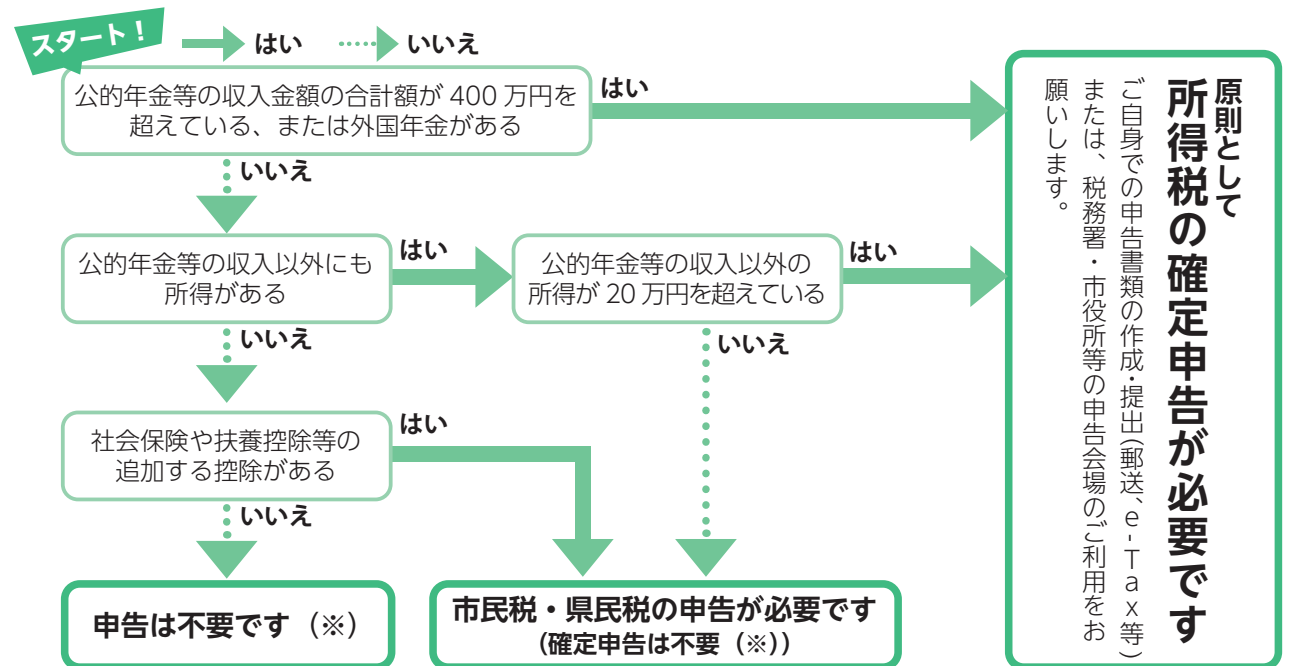 スタート！
はい いいえ
公的年金等の収入金額の合計額が 400 万円を
超えている、または外国年金がある
はい
いいえ
公的年金等の収入以外にも
所得がある
はい
公的年金等の収入以外の
所得が 20 万円を超えている
はい
いいえ
いいえ
社会保険や扶養控除等の
追加する控除がある
はい
いいえ
申告は不要です（※）
市民税・県民税の申告が必要です
（確定申告は不要（※））
原則として
所得税の確定申告が必要です
ご自身での申告書類の作成・提出（郵送、e-Tax等）
または、税務署・市役所等の申告会場のご利用をお
願いします。